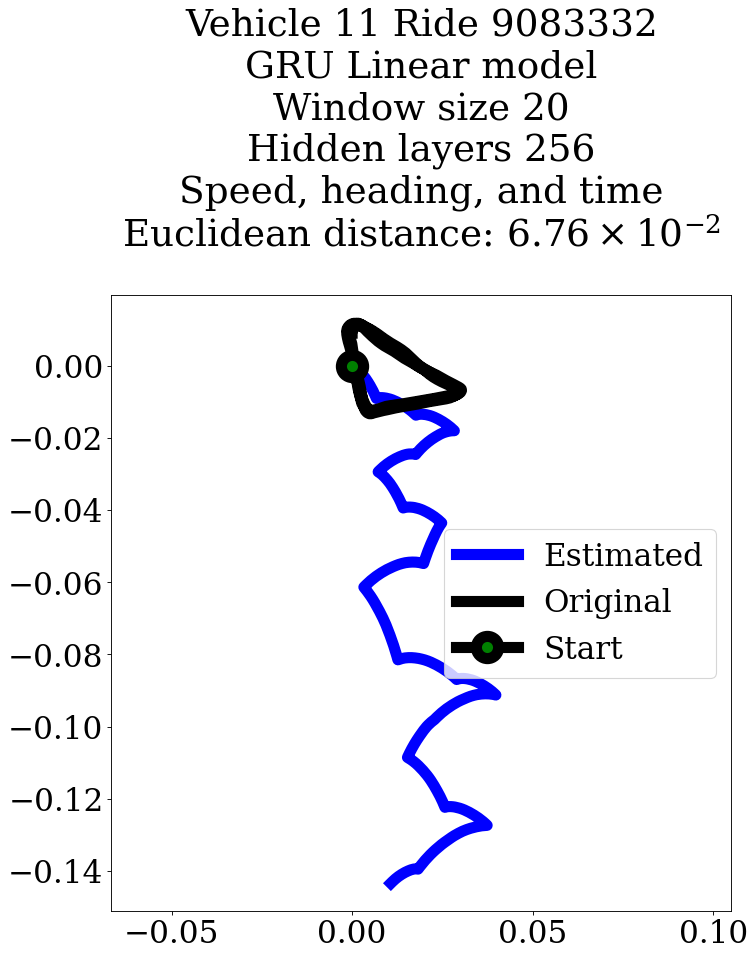 Vehicle 11 Ride 9083332
GRU Linear model
Window size 20
Hidden layers 256
Speed, heading, and time
Euclidean distance: 6.76 × 10⁻²
0.00
−0.02
−0.04
−0.06
−0.08
−0.10
−0.12
−0.14
Estimated
Original
Start
−0.05 0.00 0.05 0.10